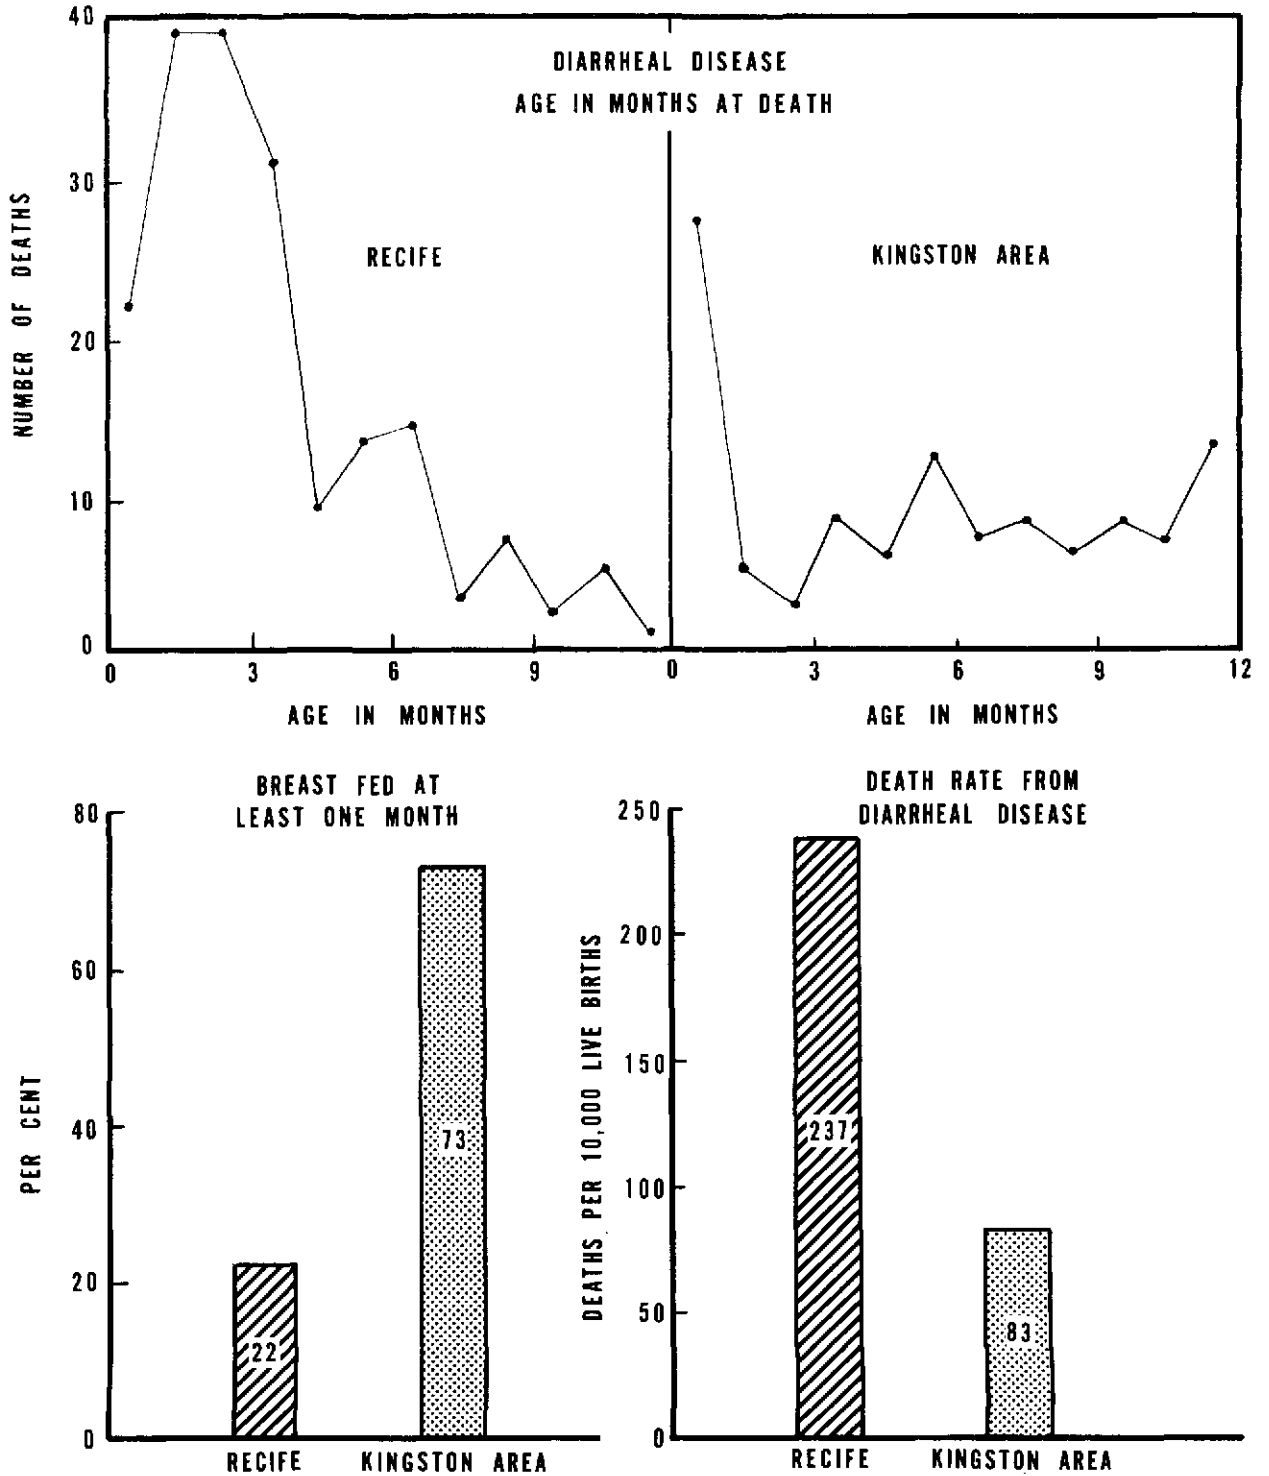 DIARRHEAL DISEASE
AGE IN MONTHS AT DEATH
NUMBER OF DEATHS
40
30
20
10
0
RECIFE
KINGSTON AREA
0 3 6 9 0 3 6 9 12
AGE IN MONTHS
AGE IN MONTHS
BREAST FED AT
LEAST ONE MONTH
PER CENT
80
60
40
20
0
22
73
RECIFE KINGSTON AREA
DEATH RATE FROM
DIARRHEAL DISEASE
DEATHS PER 10,000 LIVE BIRTHS
250
200
150
100
50
0
237
83
RECIFE KINGSTON AREA